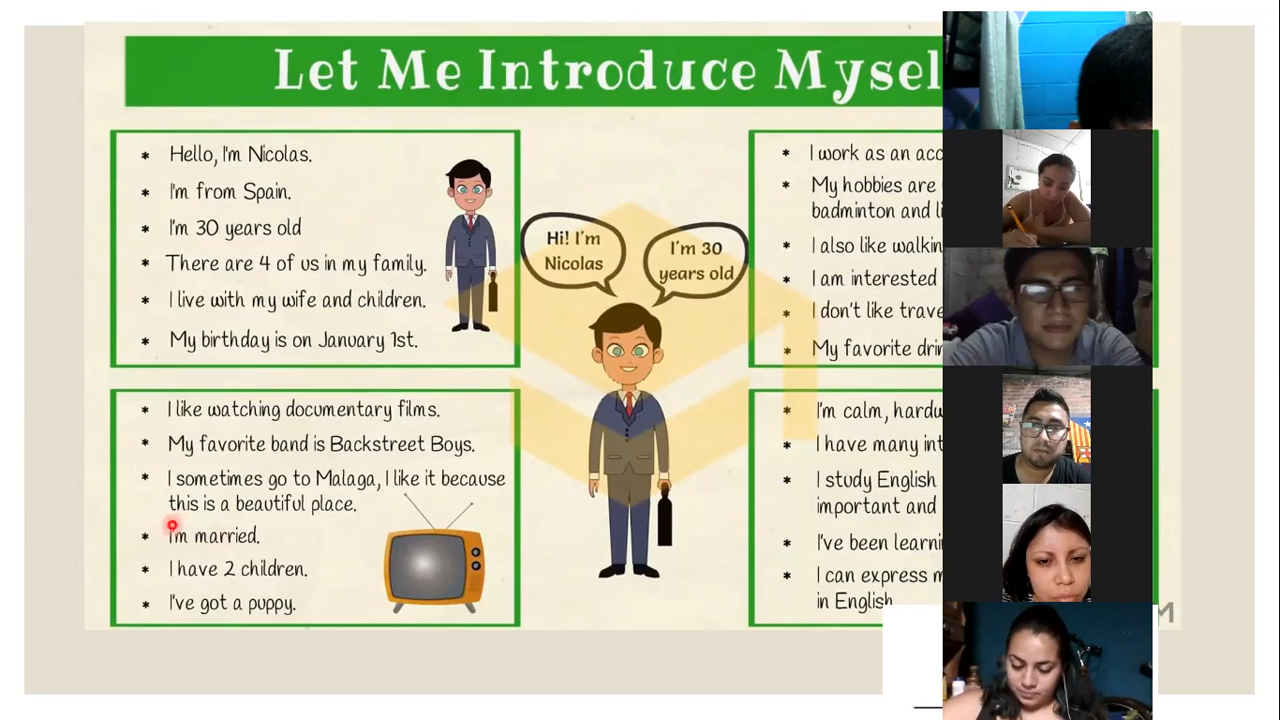 Let Me Introduce Mysel
* Hello, I'm Nicolas.
* I'm from Spain.
* I'm 30 years old
* There are 4 of us in my family.
* I live with my wife and children.
* My birthday is on January 1st.
Hi! I'm
Nicolas
I'm 30
years old
* I work as an acc
* My hobbies are
badminton and li
* I also like walkin
* I am interested
* I don't like trave
* My favorite drin
* I like watching documentary films.
* My favorite band is Backstreet Boys.
* I sometimes go to Malaga, I like it because
this is a beautiful place.
* I'm married.
* I have 2 children.
* I've got a puppy.
* I'm calm, hardw
* I have many int
* I study English
important and
* I've been learni
* I can express m
in English
M